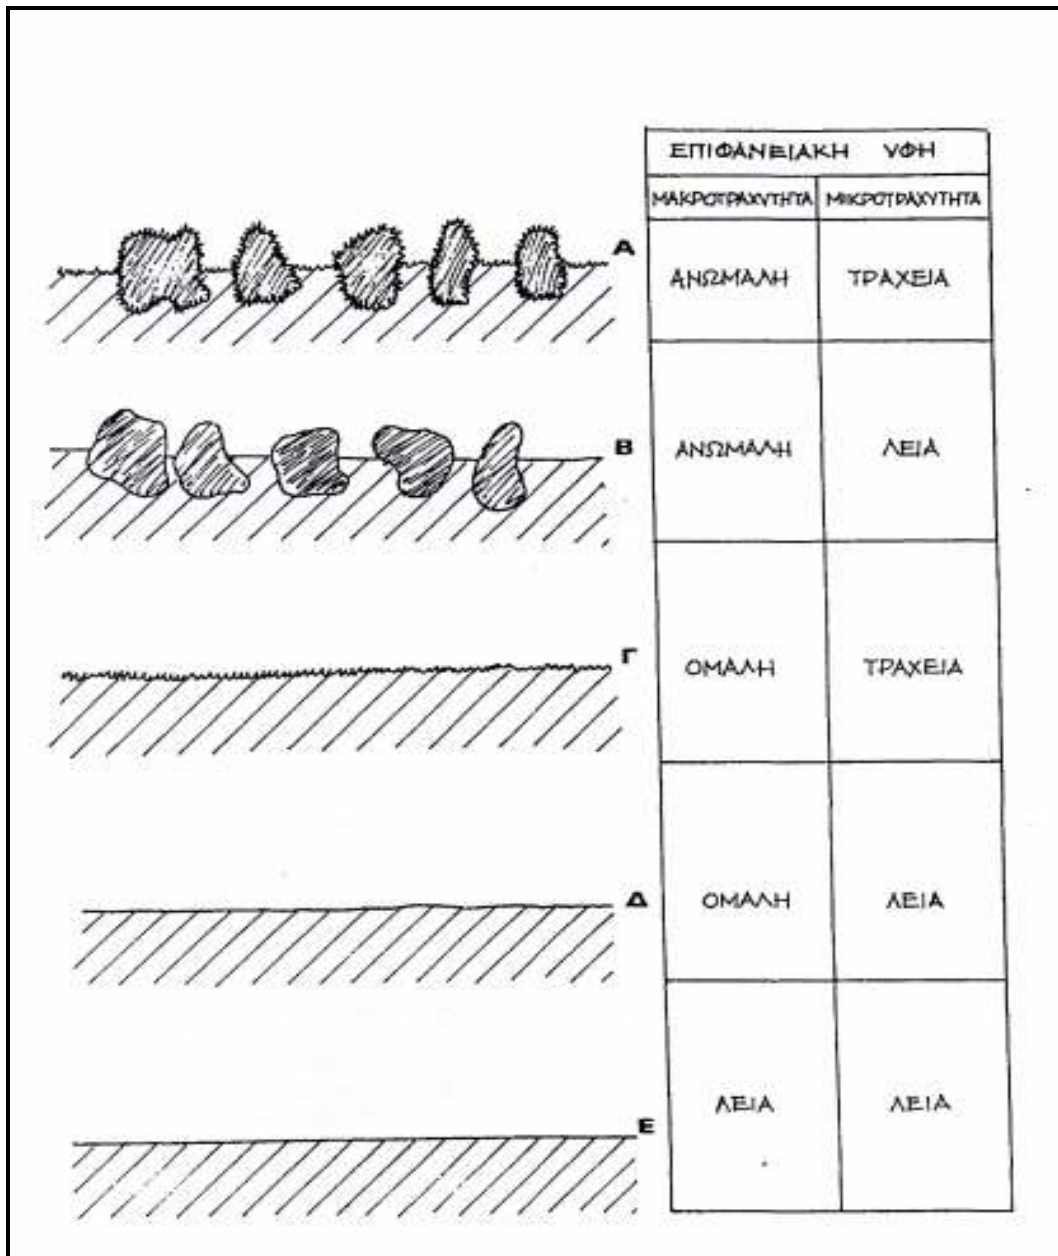 ΕΠΙΦΑΝΕΙΑΚΗ ΥΦΗ
ΜΑΚΡΟΤΡΑΧΥΤΗΤΑ ΜΙΚΡΟΤΡΑΧΥΤΗΤΑ
Α ΑΝΩΜΑΛΗ ΤΡΑΧΕΙΑ
Β ΑΝΩΜΑΛΗ ΛΕΙΑ
Γ ΟΜΑΛΗ ΤΡΑΧΕΙΑ
Δ ΟΜΑΛΗ ΛΕΙΑ
Ε ΛΕΙΑ ΛΕΙΑ